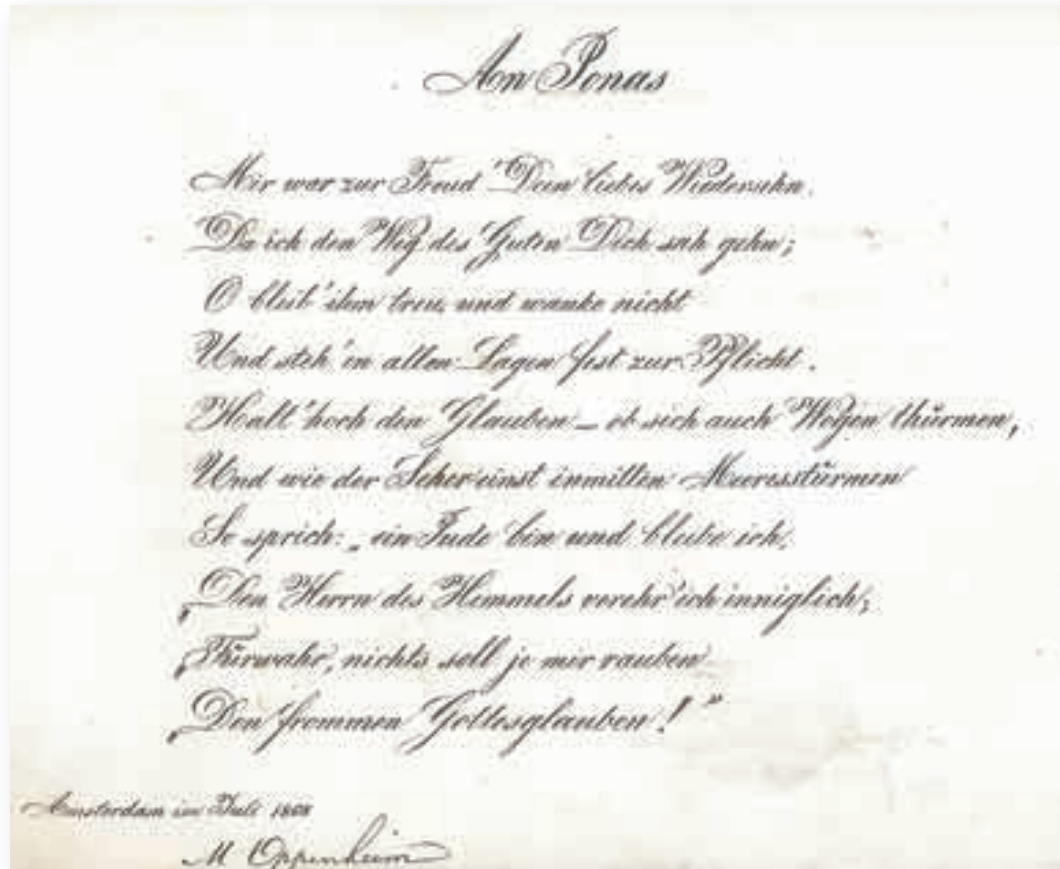 An Jonas
Mir war zur Freud' Dein liebes Wiedersehn.
Da ich den Weg des Guten Dich sah gehn;
O bleib' ihm treu, und wanke nicht
Und steh' in allen Lagen fest zur Pflicht.
Halt' hoch den Glauben – ob sich auch Wogen thürmen,
Und wie der Seher einst inmitten Meeresstürmen
So sprich: „ein Jude bin und bleibe ich.
„Den Herrn des Himmels verehr' ich inniglich;
„Fürwahr, nichts soll je mir rauben
„Den frommen Gottesglauben!"
Amsterdam im Juli
M Oppenheim